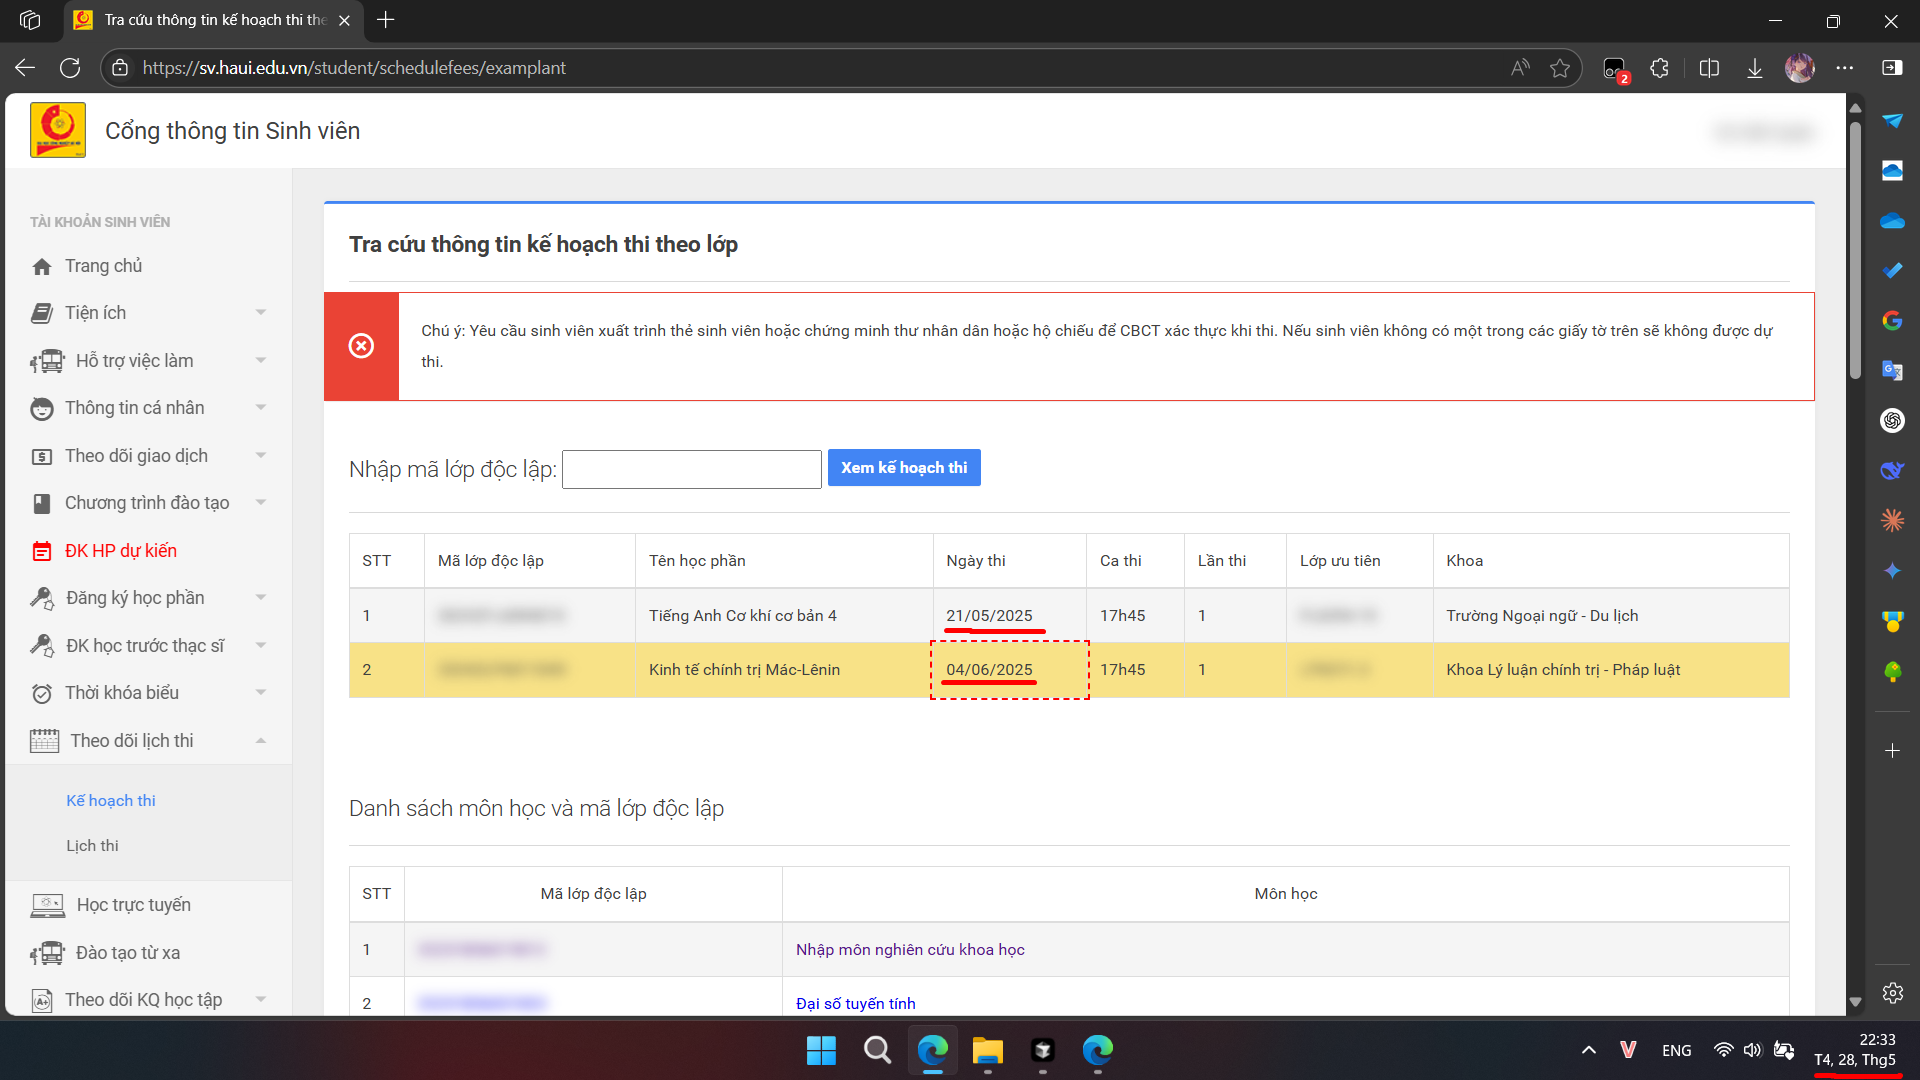 Tra cứu thông tin kế hoạch thi the
https://sv.haui.edu.vn/student/schedulefees/examplant
2
Cổng thông tin Sinh viên
TÀI KHOẢN SINH VIÊN
Trang chủ
Tiện ích
Hỗ trợ việc làm
Thông tin cá nhân
Theo dõi giao dịch
Chương trình đào tạo
ĐK HP dự kiến
Đăng ký học phần
ĐK học trước thạc sĩ
Thời khóa biểu
Theo dõi lịch thi
Kế hoạch thi
Lịch thi
Học trực tuyến
Đào tạo từ xa
Theo dõi KQ học tập
Tra cứu thông tin kế hoạch thi theo lớp
Chú ý: Yêu cầu sinh viên xuất trình thẻ sinh viên hoặc chứng minh thư nhân dân hoặc hộ chiếu để CBCT xác thực khi thi. Nếu sinh viên không có một trong các giấy tờ trên sẽ không được dự
thi.
Nhập mã lớp độc lập: Xem kế hoạch thi
STT Mã lớp độc lập Tên học phần Ngày thi Ca thi Lần thi Lớp ưu tiên Khoa
1 Tiếng Anh Cơ khí cơ bản 4 21/05/2025 17h45 1 Trường Ngoại ngữ - Du lịch
2 Kinh tế chính trị Mác-Lênin 04/06/2025 17h45 1 Khoa Lý luận chính trị - Pháp luật
Danh sách môn học và mã lớp độc lập
STT Mã lớp độc lập Môn học
1 Nhập môn nghiên cứu khoa học
2 Đại số tuyến tính
ENG
22:33
T4, 28, Thg5